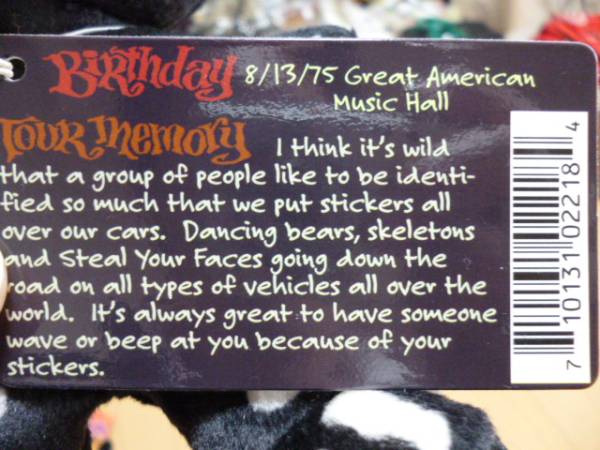 Birthday 8/13/75 Great American
Music Hall
Tour Memory I think it's wild
that a group of people like to be identi-
fied so much that we put stickers all
over our cars. Dancing bears, skeletons
and Steal Your Faces going down the
road on all types of vehicles all over the
world. It's always great to have someone
wave or beep at you because of your
stickers.
7 10131 02218 4